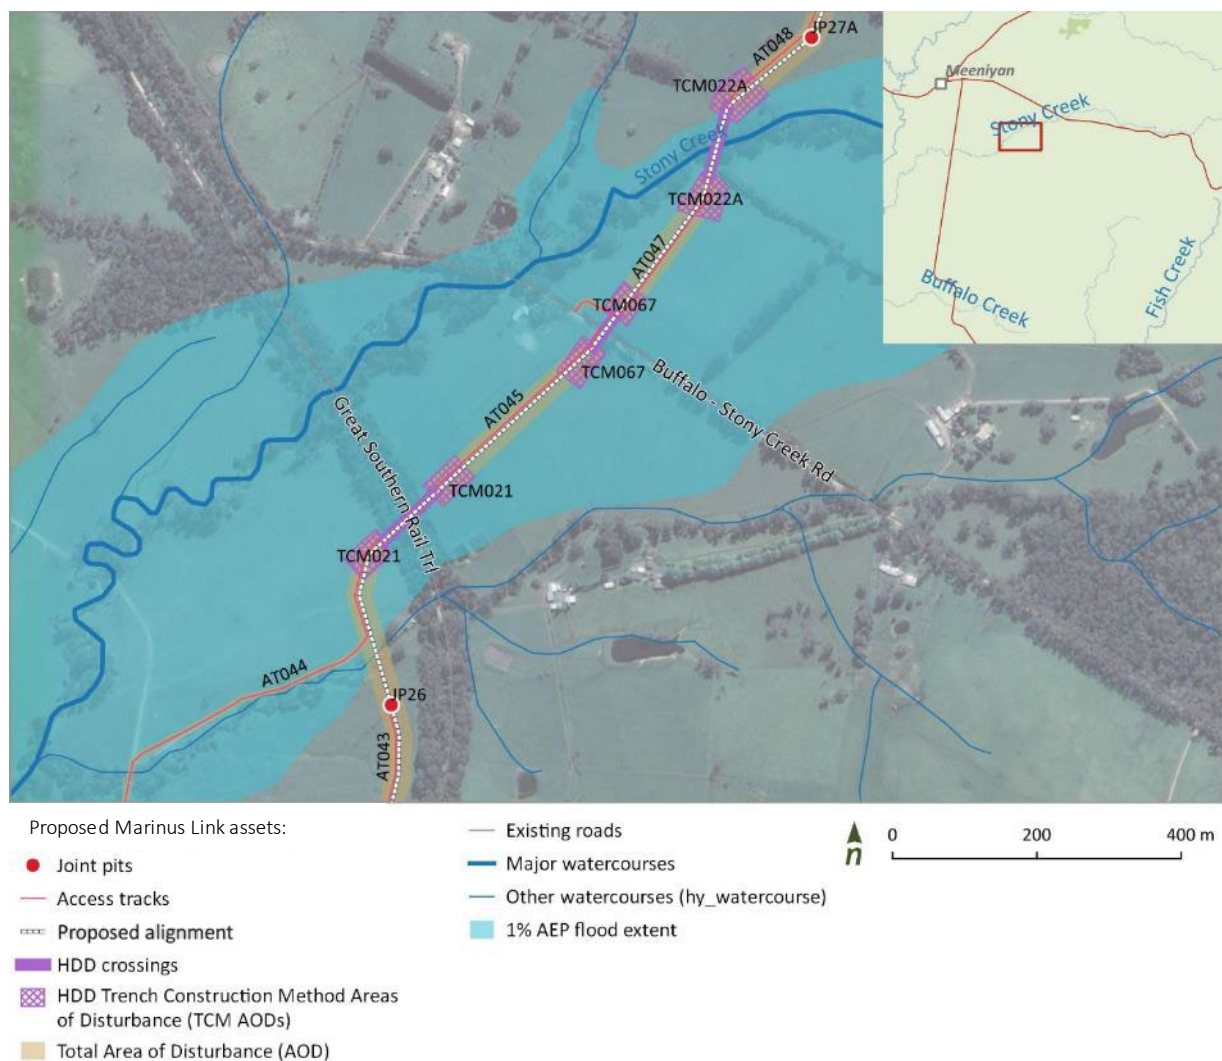 JP27A
AT048
TCM022A
Stony Creek
TCM022A
AT047
TCM067
TCM067
Buffalo - Stony Creek Rd
AT045
Great Southern Rail Trl
TCM021
TCM021
AT044
JP26
AT043
Meeniyan
Stony Creek
Buffalo Creek
Fish Creek
Proposed Marinus Link assets:
Joint pits
Access tracks
Proposed alignment
HDD crossings
HDD Trench Construction Method Areas
of Disturbance (TCM AODs)
Total Area of Disturbance (AOD)
Existing roads
Major watercourses
Other watercourses (hy_watercourse)
1% AEP flood extent
n
0 200 400 m